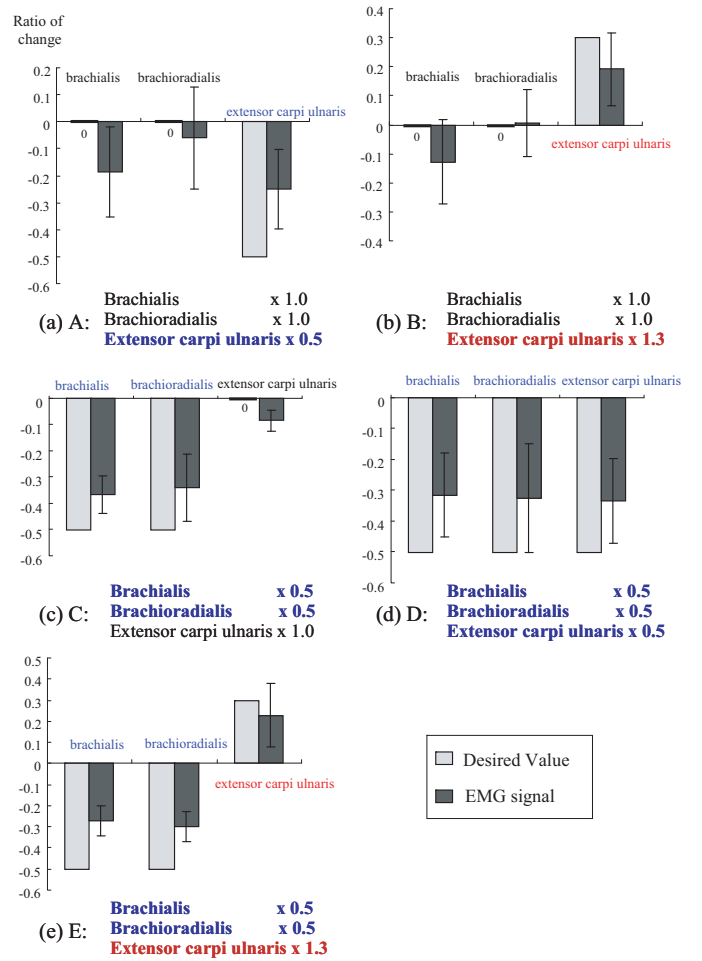 Ratio of
change
0.2
0.1
0
-0.1
-0.2
-0.3
-0.4
-0.5
-0.6
brachialis
brachioradialis
extensor carpi ulnaris
0
0
Brachialis x 1.0
(a) A: Brachioradialis x 1.0
Extensor carpi ulnaris x 0.5
0.4
0.3
0.2
0.1
0
-0.1
-0.2
-0.3
-0.4
brachialis
brachioradialis
0
0
extensor carpi ulnaris
Brachialis x 1.0
(b) B: Brachioradialis x 1.0
Extensor carpi ulnaris x 1.3
brachialis
brachioradialis
extensor carpi ulnaris
0
-0.1
-0.2
-0.3
-0.4
-0.5
-0.6
0
Brachialis x 0.5
(c) C: Brachioradialis x 0.5
Extensor carpi ulnaris x 1.0
brachialis
brachioradialis
extensor carpi ulnaris
0
-0.1
-0.2
-0.3
-0.4
-0.5
-0.6
Brachialis x 0.5
(d) D: Brachioradialis x 0.5
Extensor carpi ulnaris x 0.5
0.5
0.4
0.3
0.2
0.1
0
-0.1
-0.2
-0.3
-0.4
-0.5
-0.6
brachialis
brachioradialis
extensor carpi ulnaris
Brachialis x 0.5
(e) E: Brachioradialis x 0.5
Extensor carpi ulnaris x 1.3
Desired Value
EMG signal